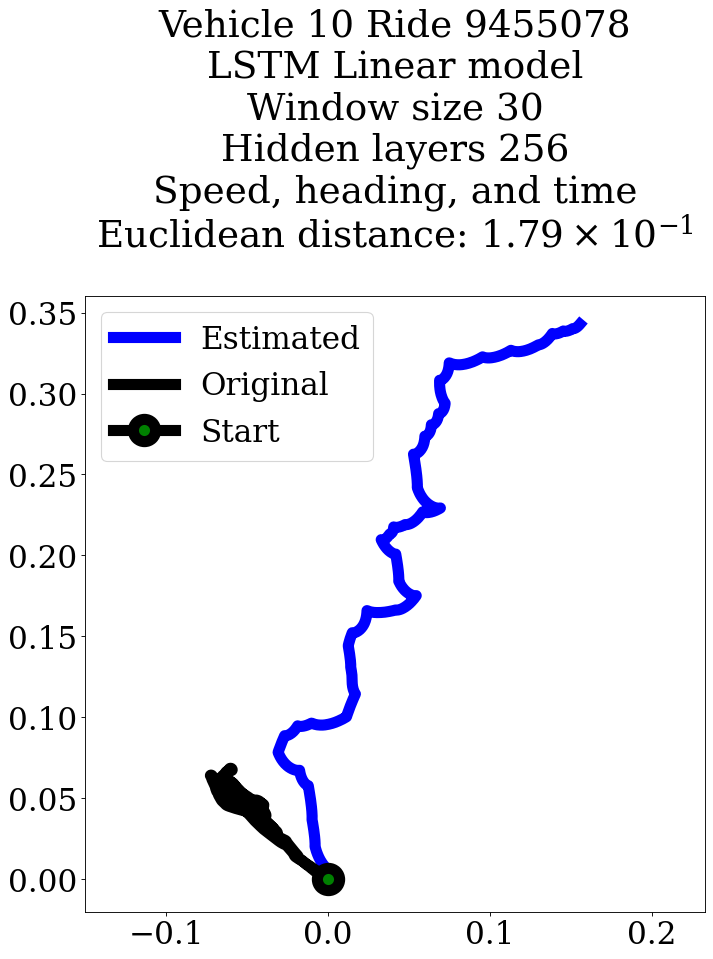 Vehicle 10 Ride 9455078
LSTM Linear model
Window size 30
Hidden layers 256
Speed, heading, and time
Euclidean distance: 1.79 × 10⁻¹
Estimated
Original
Start
0.35
0.30
0.25
0.20
0.15
0.10
0.05
0.00
−0.1 0.0 0.1 0.2